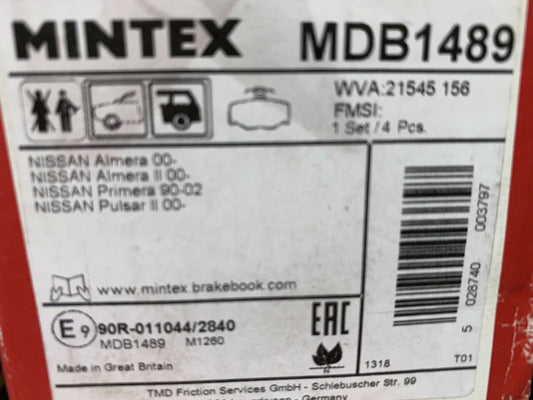 MINTEX MDB1489
WVA:21545 156
FMSI:
1 Set / 4 Pcs.
NISSAN Almera 00-
NISSAN Almera II 00-
NISSAN Primera 90-02
NISSAN Pulsar II 00-
www.mintex.brakebook.com
E9 90R-011044/2840
MDB1489 M1260
Made in Great Britain
EAC
1318 T01
5 028740 003797
TMD Friction Services GmbH - Schlebuscher Str. 99
Germany